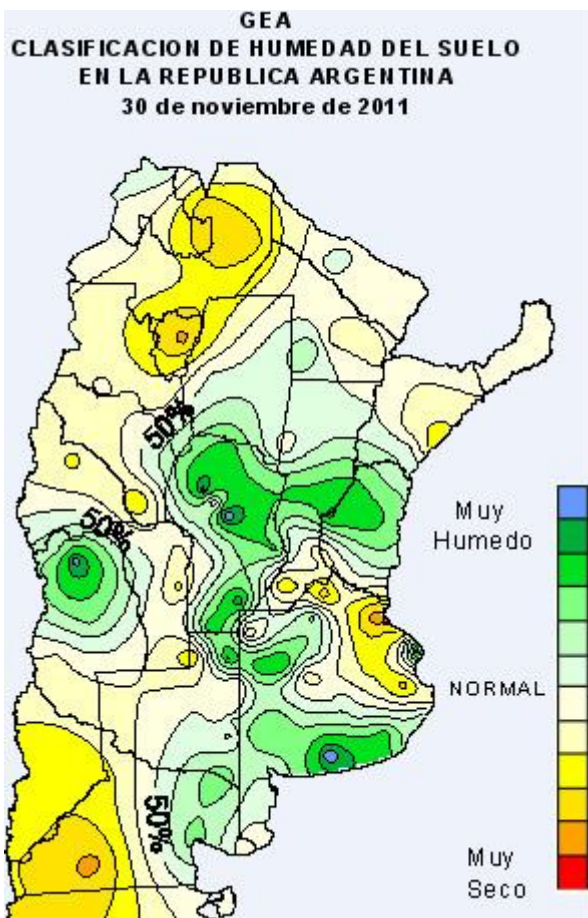 GEA
CLASIFICACION DE HUMEDAD DEL SUELO
EN LA REPUBLICA ARGENTINA
30 de noviembre de 2011
50%
50%
Muy
Humedo
NORMAL
50%
Muy
Seco